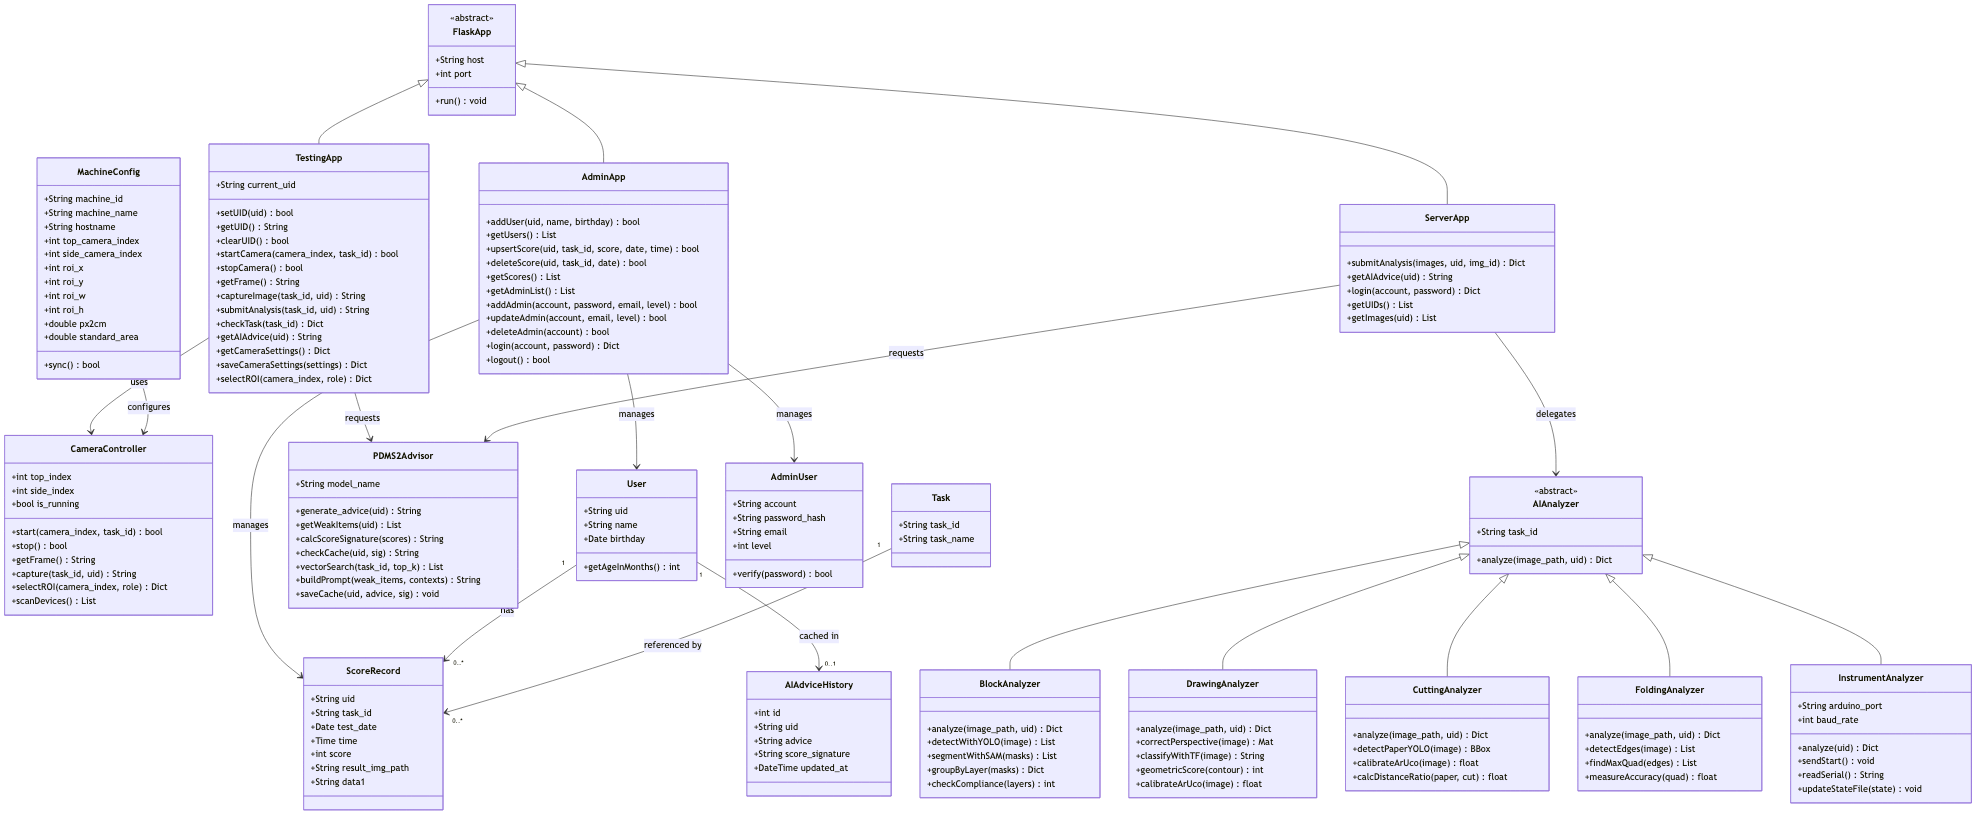 «abstract»
FlaskApp
+String host
+int port
+run() : void
MachineConfig
+String machine_id
+String machine_name
+String hostname
+int top_camera_index
+int side_camera_index
+int roi_x
+int roi_y
+int roi_w
+int roi_h
+double px2cm
+double standard_area
+sync() : bool
TestingApp
+String current_uid
+setUID(uid) : bool
+getUID() : String
+clearUID() : bool
+startCamera(camera_index, task_id) : bool
+stopCamera() : bool
+getFrame() : String
+captureImage(task_id, uid) : String
+submitAnalysis(task_id, uid) : String
+checkTask(task_id) : Dict
+getAIAdvice(uid) : String
+getCameraSettings() : Dict
+saveCameraSettings(settings) : Dict
+selectROI(camera_index, role) : Dict
AdminApp
+addUser(uid, name, birthday) : bool
+getUsers() : List
+upsertScore(uid, task_id, score, date, time) : bool
+deleteScore(uid, task_id, date) : bool
+getScores() : List
+getAdminList() : List
+addAdmin(account, password, email, level) : bool
+updateAdmin(account, email, level) : bool
+deleteAdmin(account) : bool
+login(account, password) : Dict
+logout() : bool
ServerApp
+submitAnalysis(images, uid, img_id) : Dict
+getAIAdvice(uid) : String
+login(account, password) : Dict
+getUIDs() : List
+getImages(uid) : List
uses
configures
requests
requests
manages
manages
delegates
manages
CameraController
+int top_index
+int side_index
+bool is_running
+start(camera_index, task_id) : bool
+stop() : bool
+getFrame() : String
+capture(task_id, uid) : String
+selectROI(camera_index, role) : Dict
+scanDevices() : List
PDMS2Advisor
+String model_name
+generate_advice(uid) : String
+getWeakItems(uid) : List
+calcScoreSignature(scores) : String
+checkCache(uid, sig) : String
+vectorSearch(task_id, top_k) : List
+buildPrompt(weak_items, contexts) : String
+saveCache(uid, advice, sig) : void
User
+String uid
+String name
+Date birthday
+getAgeInMonths() : int
AdminUser
+String account
+String password_hash
+String email
+int level
+verify(password) : bool
Task
+String task_id
+String task_name
«abstract»
AIAnalyzer
+String task_id
+analyze(image_path, uid) : Dict
1
1
1
has
referenced by
cached in
0..*
0..*
0..1
ScoreRecord
+String uid
+String task_id
+Date test_date
+Time time
+int score
+String result_img_path
+String data1
AIAdviceHistory
+int id
+String uid
+String advice
+String score_signature
+DateTime updated_at
BlockAnalyzer
+analyze(image_path, uid) : Dict
+detectWithYOLO(image) : List
+segmentWithSAM(masks) : List
+groupByLayer(masks) : Dict
+checkCompliance(layers) : int
DrawingAnalyzer
+analyze(image_path, uid) : Dict
+correctPerspective(image) : Mat
+classifyWithTF(image) : String
+geometricScore(contour) : int
+calibrateArUco(image) : float
CuttingAnalyzer
+analyze(image_path, uid) : Dict
+detectPaperYOLO(image) : BBox
+calibrateArUco(image) : float
+calcDistanceRatio(paper, cut) : float
FoldingAnalyzer
+analyze(image_path, uid) : Dict
+detectEdges(image) : List
+findMaxQuad(edges) : List
+measureAccuracy(quad) : float
InstrumentAnalyzer
+String arduino_port
+int baud_rate
+analyze(uid) : Dict
+sendStart() : void
+readSerial() : String
+updateStateFile(state) : void